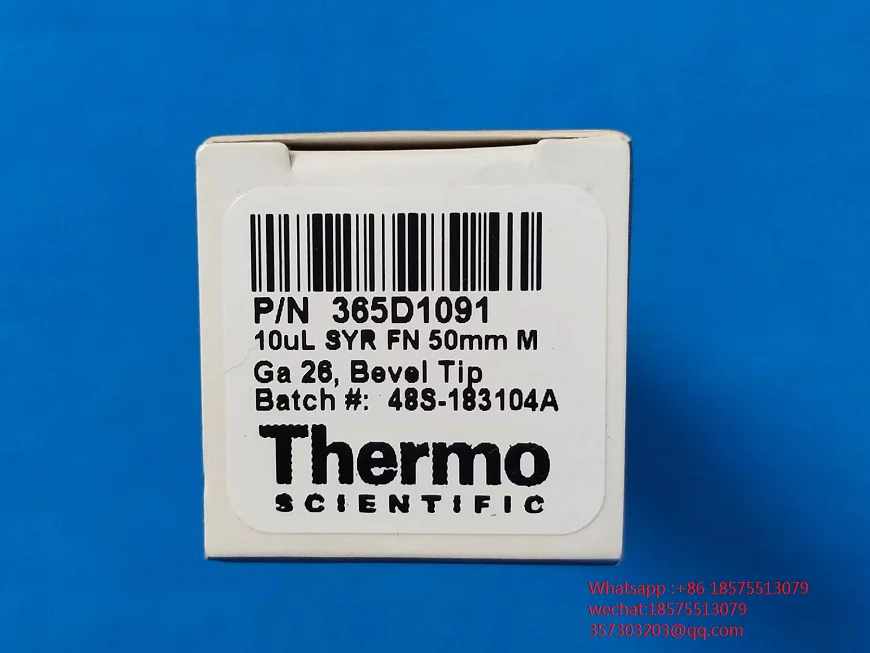 P/N 365D1091
10uL SYR FN 50mm M
Ga 26, Bevel Tip
Batch #: 48S-183104A
Thermo
SCIENTIFIC
Whatsapp :+86 18575513079
wechat:18575513079
357303203@qq.com